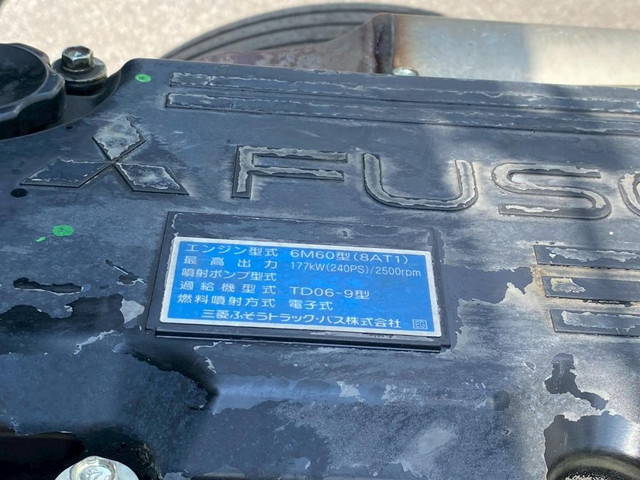 FUSO
エンジン型式 6M60型(8AT1)
最高出力 177kW(240PS)/2500rpm
噴射ポンプ型式
過給機型式 TD06-9型
燃料噴射方式 電子式
三菱ふそうトラック・バス株式会社